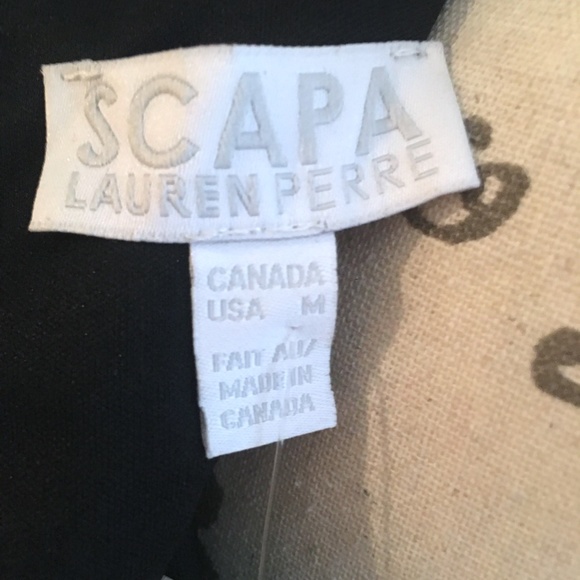 SCAPA
LAUREN PERRE
CANADA
USA M
FAIT AU/
MADE IN
CANADA